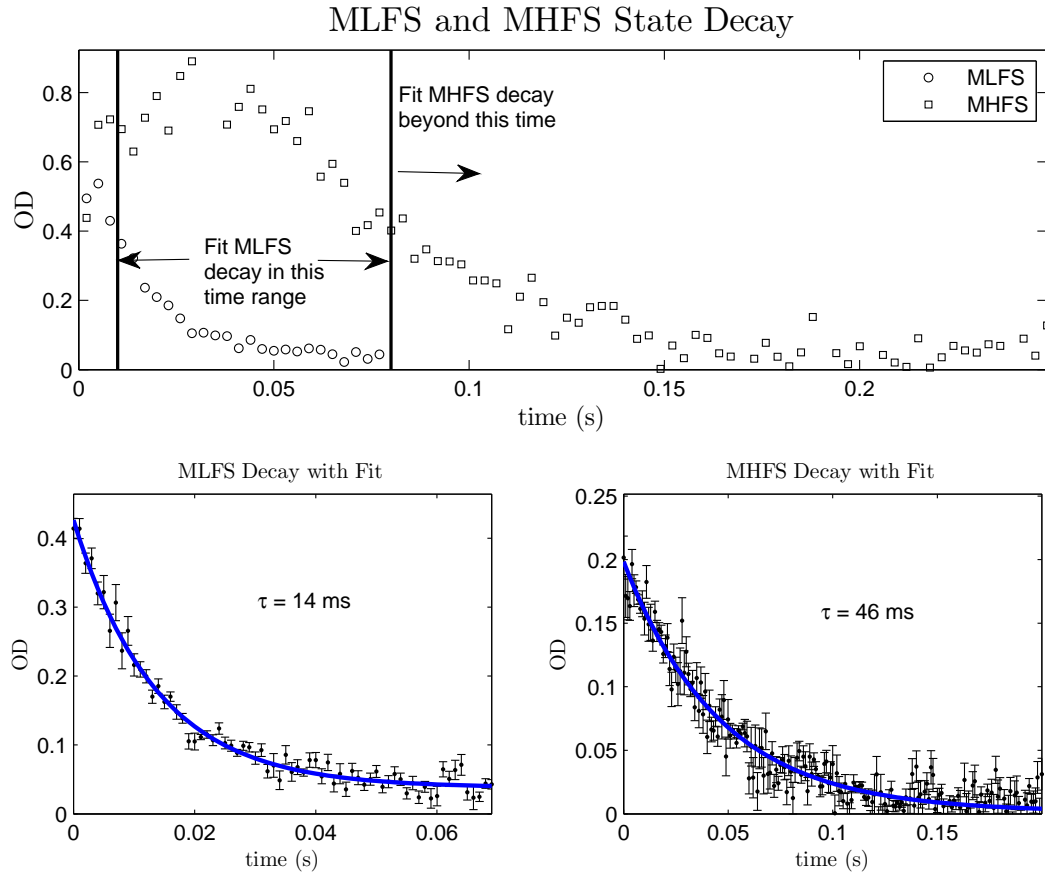 MLFS and MHFS State Decay
OD
0.8
0.6
0.4
0.2
0
MLFS
MHFS
Fit MHFS decay
beyond this time
Fit MLFS
decay in this
time range
0 0.05 0.1 0.15 0.2
time (s)
MLFS Decay with Fit
OD
0.4
0.3
0.2
0.1
0
τ = 14 ms
0 0.02 0.04 0.06
time (s)
MHFS Decay with Fit
OD
0.25
0.2
0.15
0.1
0.05
0
τ = 46 ms
0 0.05 0.1 0.15
time (s)